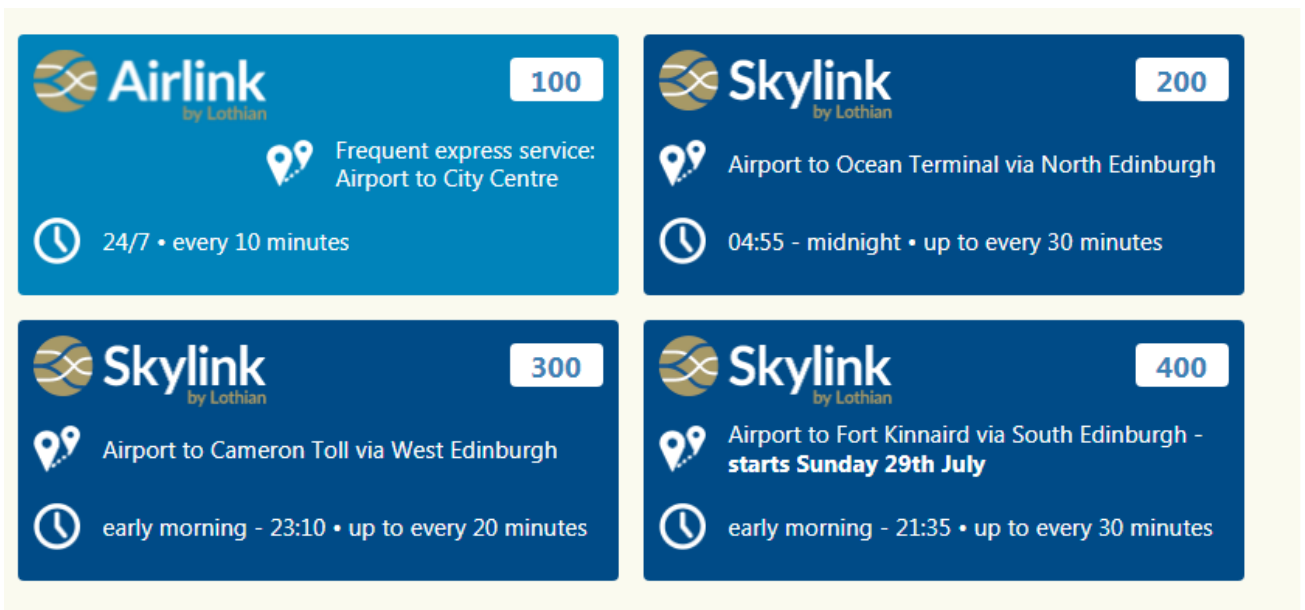 Airlink
by Lothian
100
Frequent express service:
Airport to City Centre
24/7 • every 10 minutes
Skylink
by Lothian
200
Airport to Ocean Terminal via North Edinburgh
04:55 - midnight • up to every 30 minutes
Skylink
by Lothian
300
Airport to Cameron Toll via West Edinburgh
early morning - 23:10 • up to every 20 minutes
Skylink
by Lothian
400
Airport to Fort Kinnaird via South Edinburgh -
starts Sunday 29th July
early morning - 21:35 • up to every 30 minutes